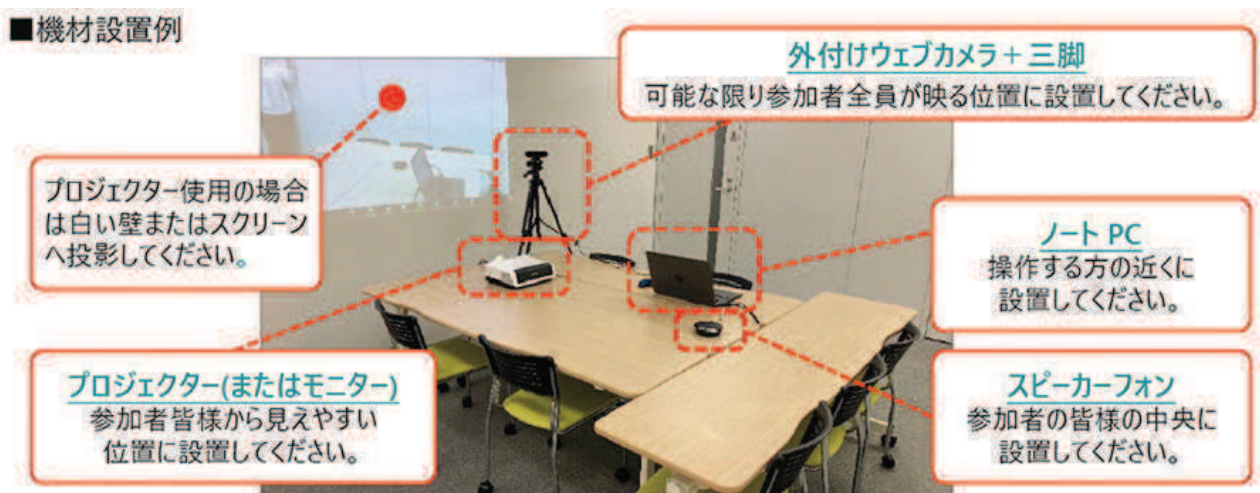 ■機材設置例
外付けウェブカメラ+三脚
可能な限り参加者全員が映る位置に設置してください。
プロジェクター使用の場合
は白い壁またはスクリーン
へ投影してください。
ノート PC
操作する方の近くに
設置してください。
プロジェクター(またはモニター)
参加者皆様から見えやすい
位置に設置してください。
スピーカーフォン
参加者の皆様の中央に
設置してください。